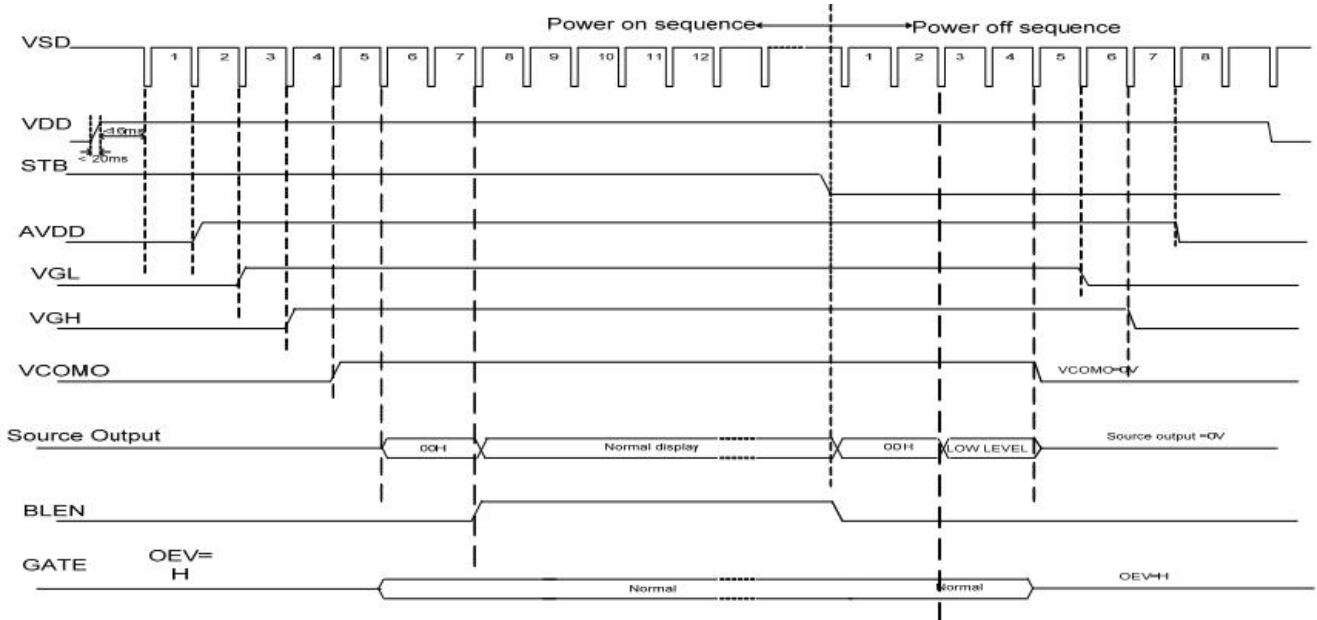 Power on sequence
Power off sequence
VSD
1 2 3 4 5 6 7 8 9 10 11 12 1 2 3 4 5 6 7 8
VDD
<16ms
< 20ms
STB
AVDD
VGL
VGH
VCOMO
VCOMO=0V
Source Output
00H
Normal display
00H
LOW LEVEL
Source output =0V
BLEN
GATE
OEV=
H
Normal
Normal
OEV=H